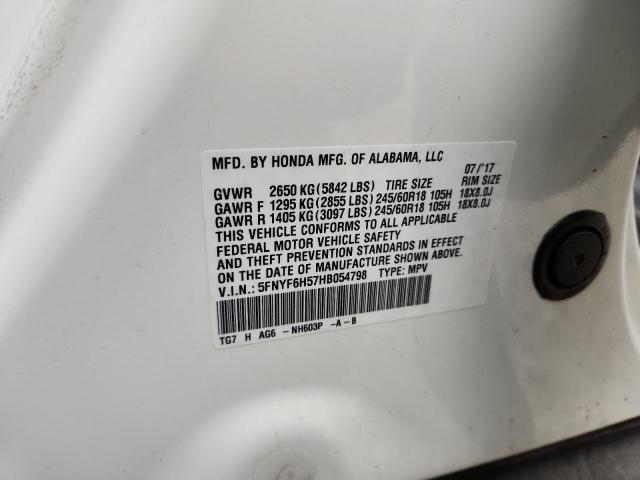 MFD. BY HONDA MFG. OF ALABAMA, LLC 07/'17
GVWR 2650 KG (5842 LBS) TIRE SIZE RIM SIZE
GAWR F 1295 KG (2855 LBS) 245/60R18 105H 18X8.0J
GAWR R 1405 KG (3097 LBS) 245/60R18 105H 18X8.0J
THIS VEHICLE CONFORMS TO ALL APPLICABLE
FEDERAL MOTOR VEHICLE SAFETY
AND THEFT PREVENTION STANDARDS IN EFFECT
ON THE DATE OF MANUFACTURE SHOWN ABOVE.
V.I.N.: 5FNYF6H57HB054798 TYPE: MPV
TG7 H AG6 -NH603P -A-B